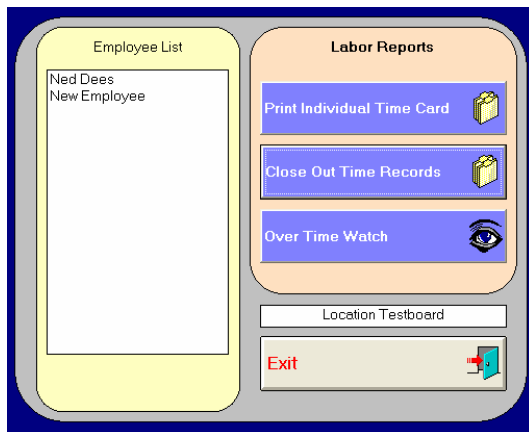 Employee List
Ned Dees
New Employee
Labor Reports
Print Individual Time Card
Close Out Time Records
Over Time Watch
Location Testboard
Exit